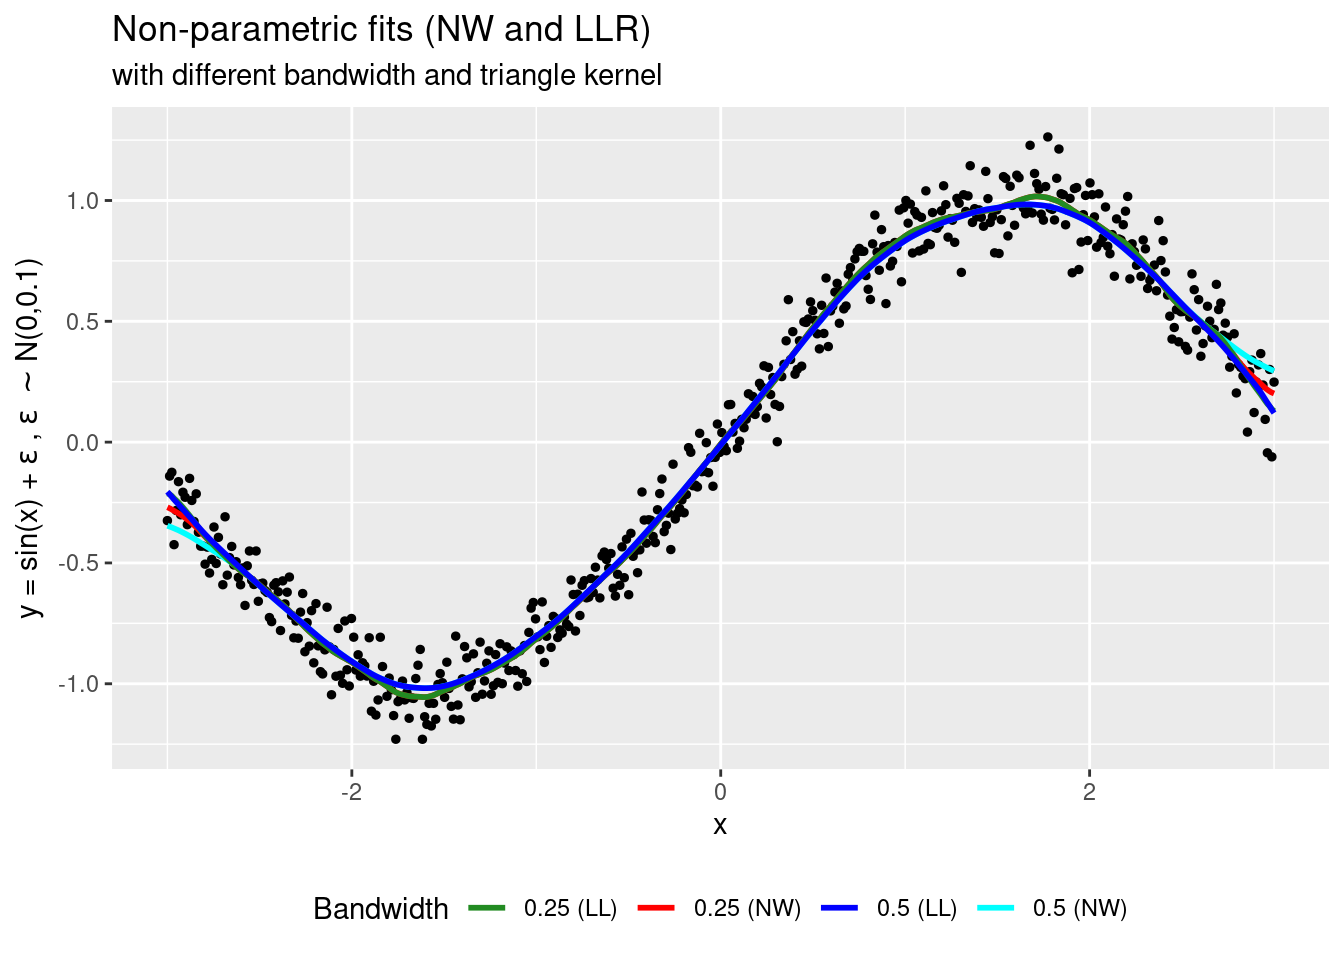 Non-parametric fits (NW and LLR)
with different bandwidth and triangle kernel
y = sin(x) + ε , ε ∼ N(0,0.1)
1.0
0.5
0.0
-0.5
-1.0
-2 0 2
x
Bandwidth 0.25 (LL) 0.25 (NW) 0.5 (LL) 0.5 (NW)